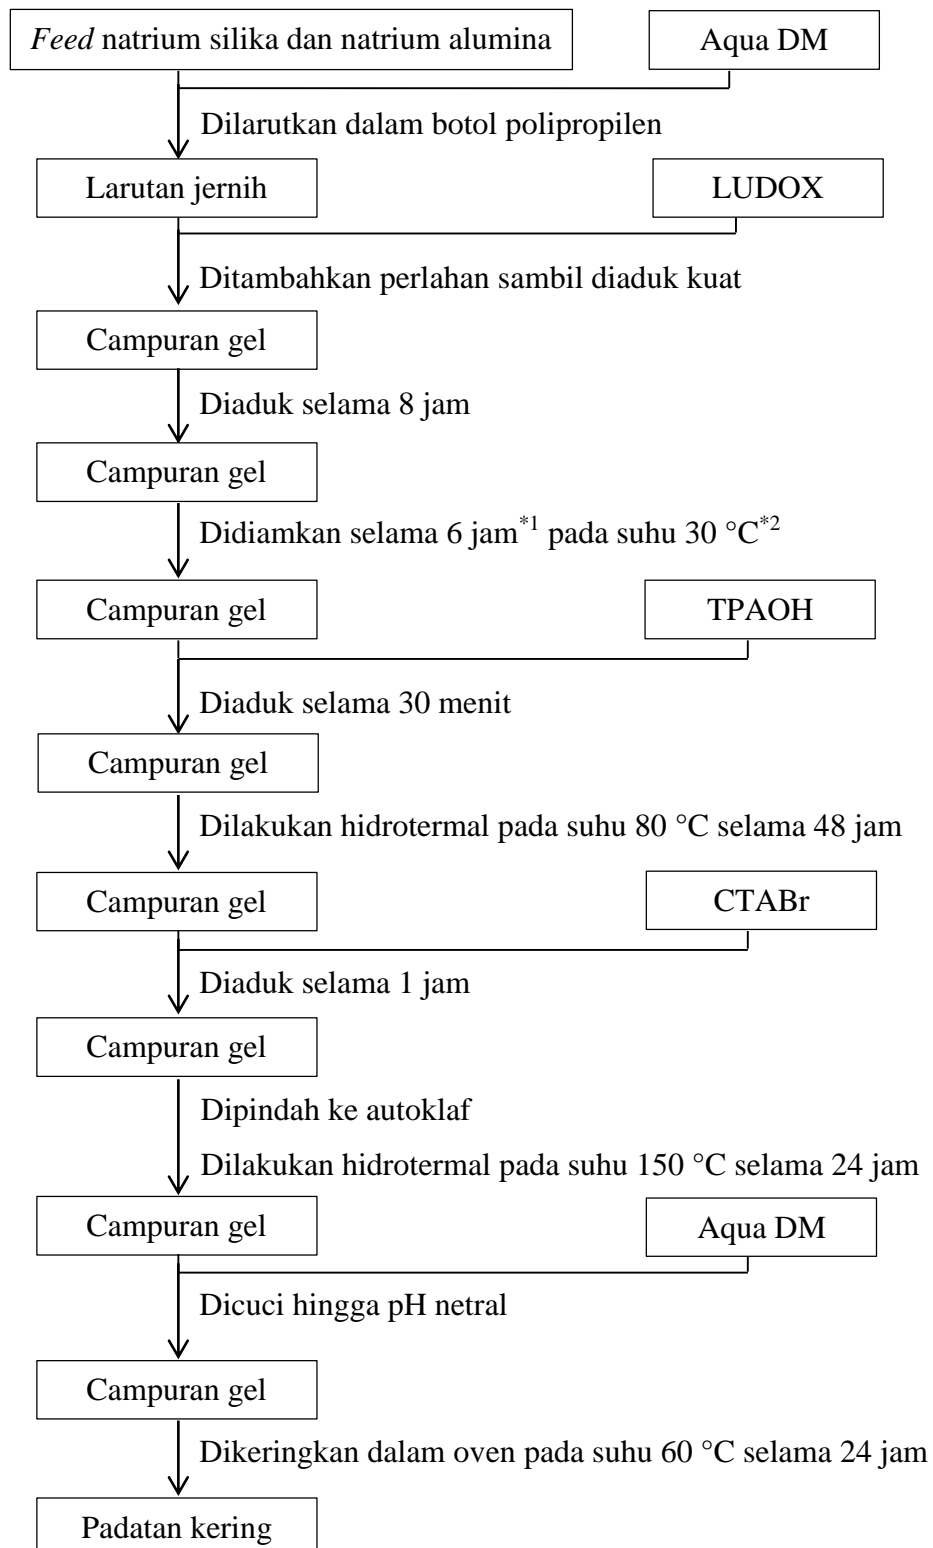 Feed natrium silika dan natrium alumina
Aqua DM
Dilarutkan dalam botol polipropilen
Larutan jernih
LUDOX
Ditambahkan perlahan sambil diaduk kuat
Campuran gel
Diaduk selama 8 jam
Campuran gel
Didiamkan selama 6 jam*1 pada suhu 30 °C*2
Campuran gel
TPAOH
Diaduk selama 30 menit
Campuran gel
Dilakukan hidrotermal pada suhu 80 °C selama 48 jam
Campuran gel
CTABr
Diaduk selama 1 jam
Campuran gel
Dipindah ke autoklaf
Dilakukan hidrotermal pada suhu 150 °C selama 24 jam
Campuran gel
Aqua DM
Dicuci hingga pH netral
Campuran gel
Dikeringkan dalam oven pada suhu 60 °C selama 24 jam
Padatan kering